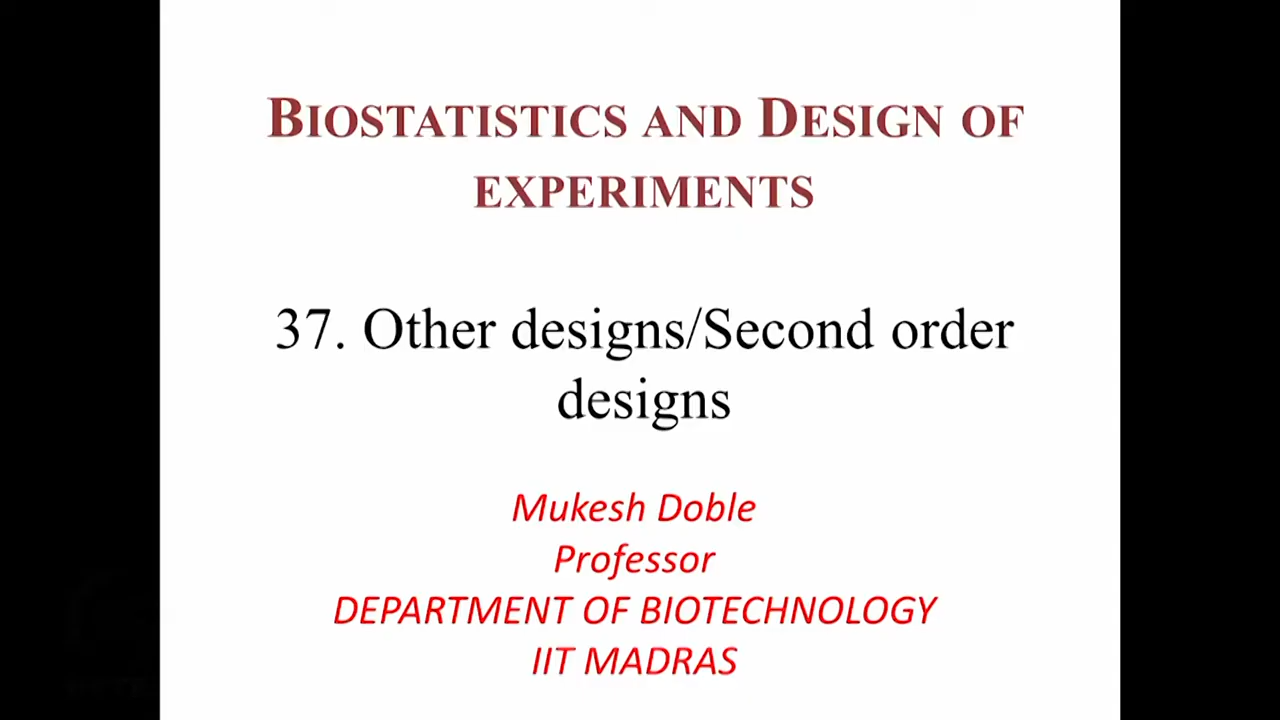 BIOSTATISTICS AND DESIGN OF
EXPERIMENTS
37. Other designs/Second order
designs
Mukesh Doble
Professor
DEPARTMENT OF BIOTECHNOLOGY
IIT MADRAS